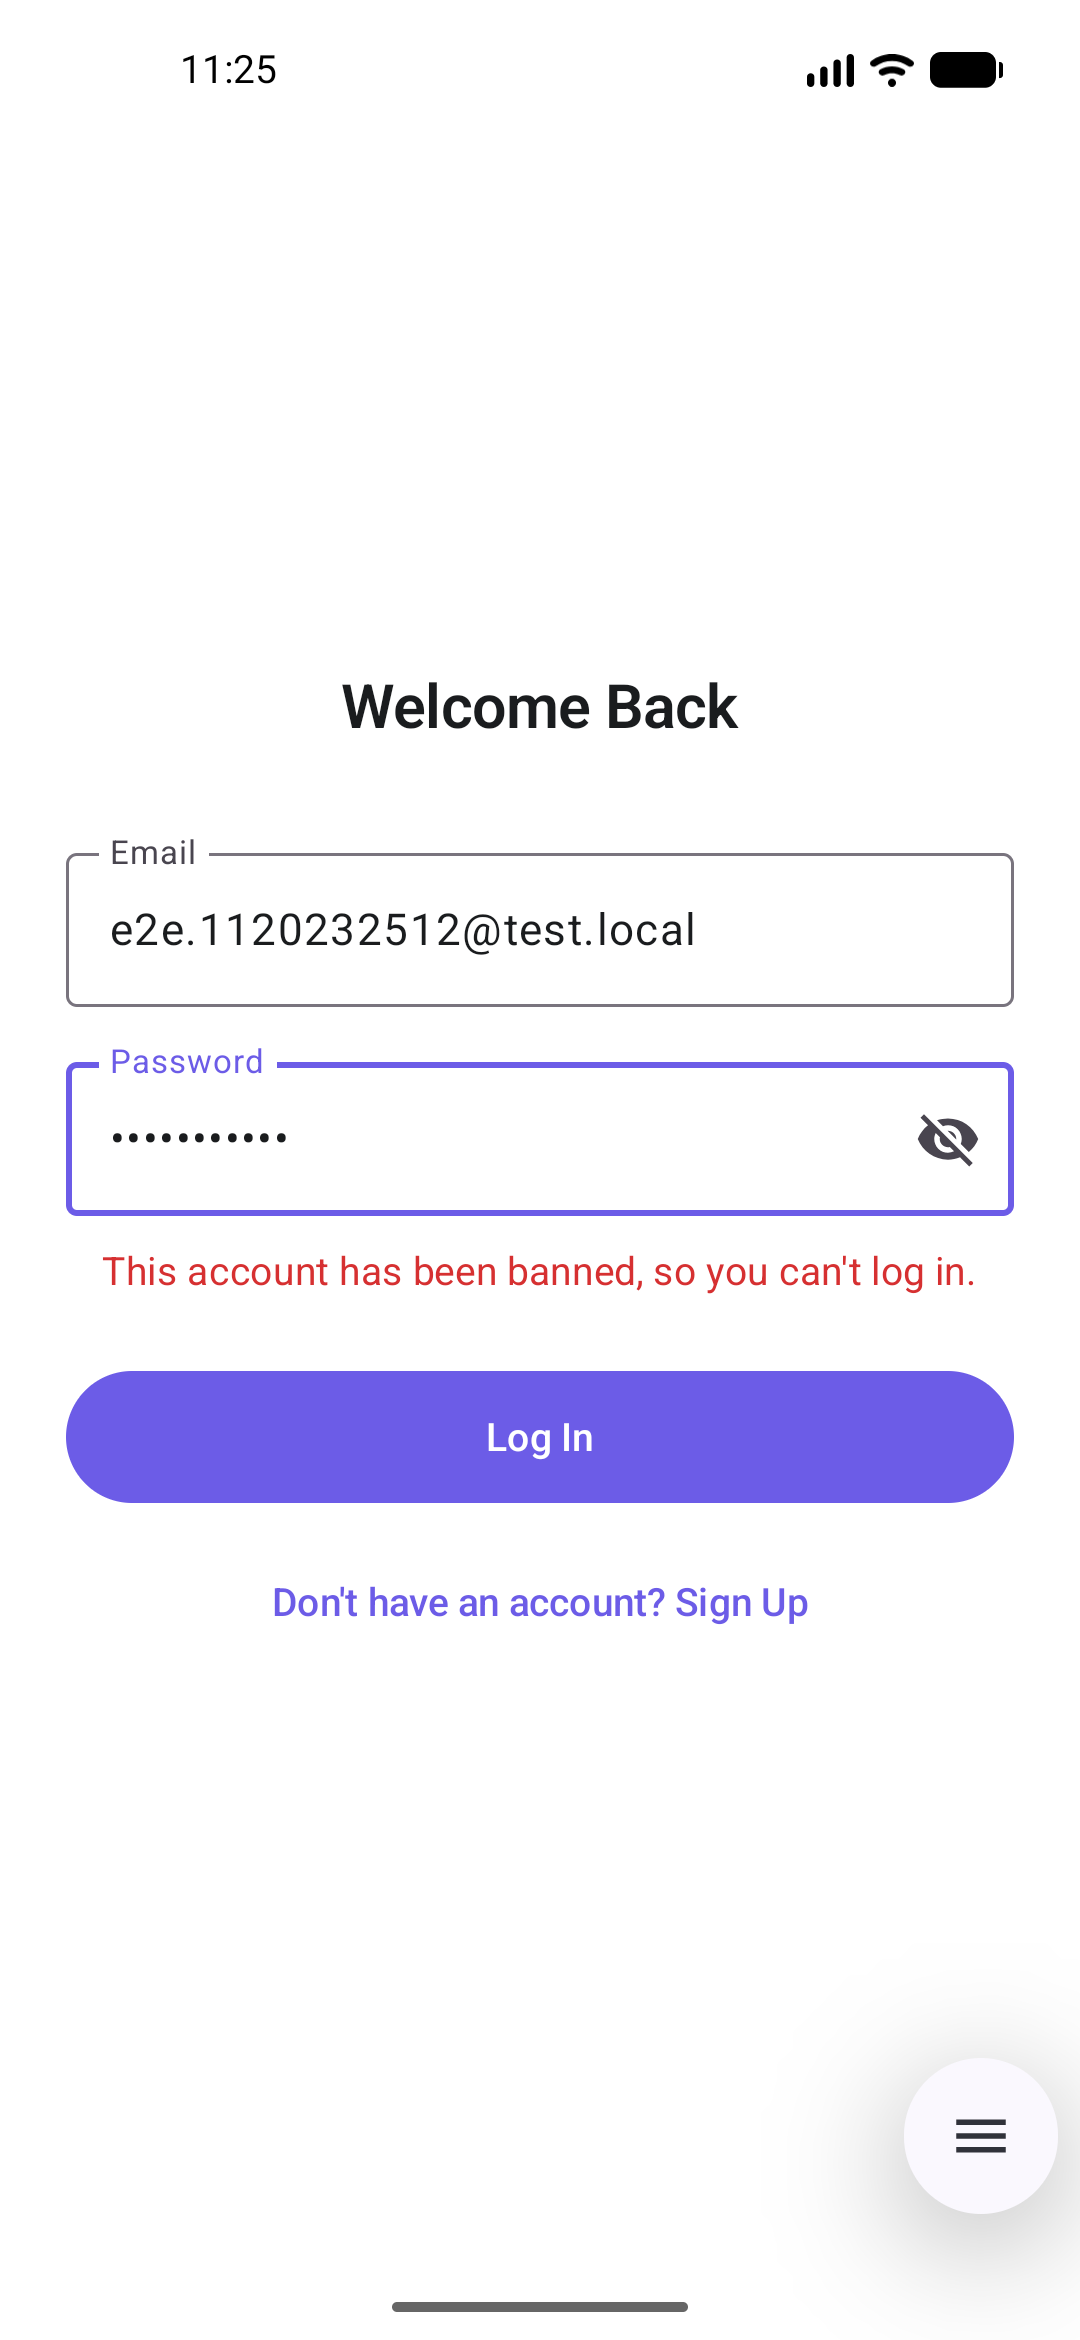 11:25
Welcome Back
Email
e2e.1120232512@test.local
Password
•••••••••••
This account has been banned, so you can't log in.
Log In
Don't have an account? Sign Up